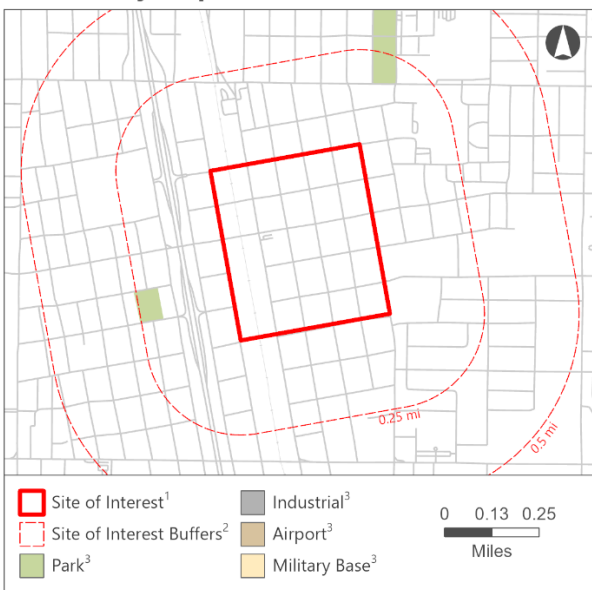 0.25 mi
0.5 mi
Site of Interest¹
Site of Interest Buffers²
Park³
Industrial³
Airport³
Military Base³
0 0.13 0.25
Miles